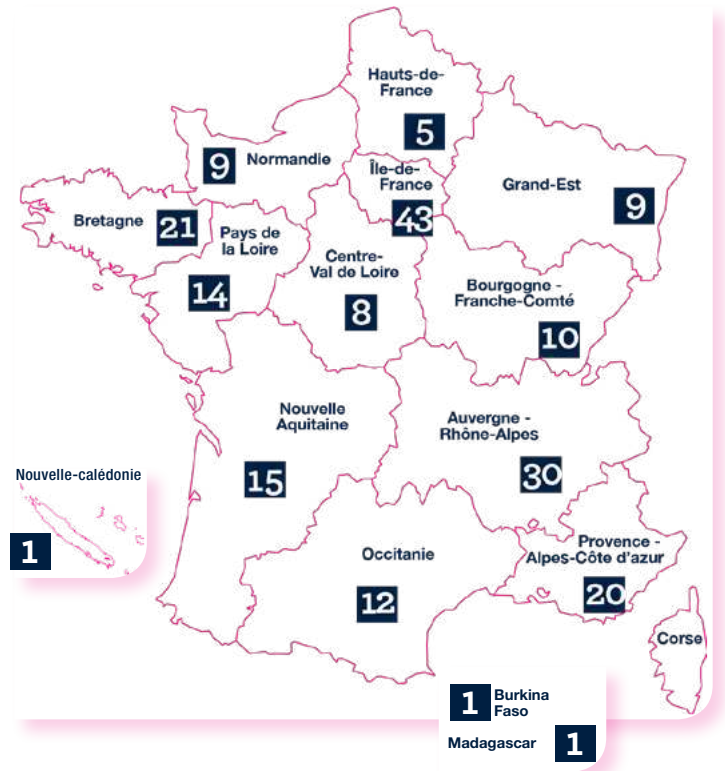 Hauts-de-
France
5
9 Normandie
Île-de-
France
43
Grand-Est
9
Bretagne 21
Pays de
la Loire
14
Centre-
Val de Loire
8
Bourgogne -
Franche-Comté
10
Nouvelle
Aquitaine
15
Auvergne -
Rhône-Alpes
30
Nouvelle-calédonie
1
Occitanie
12
Provence -
Alpes-Côte d'azur
20
Corse
1 Burkina
Faso
Madagascar 1